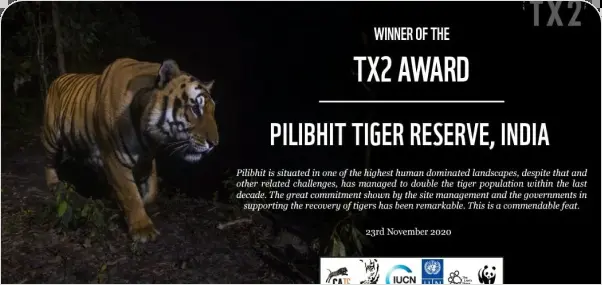 TX2
WINNER OF THE
TX2 AWARD
PILIBHIT TIGER RESERVE, INDIA
Pilibhit is situated in one of the highest human dominated landscapes, despite that and
other related challenges, has managed to double the tiger population within the last
decade. The great commitment shown by the site management and the governments in
supporting the recovery of tigers has been remarkable. This is a commendable feat.
23rd November 2020
CATS
IUCN